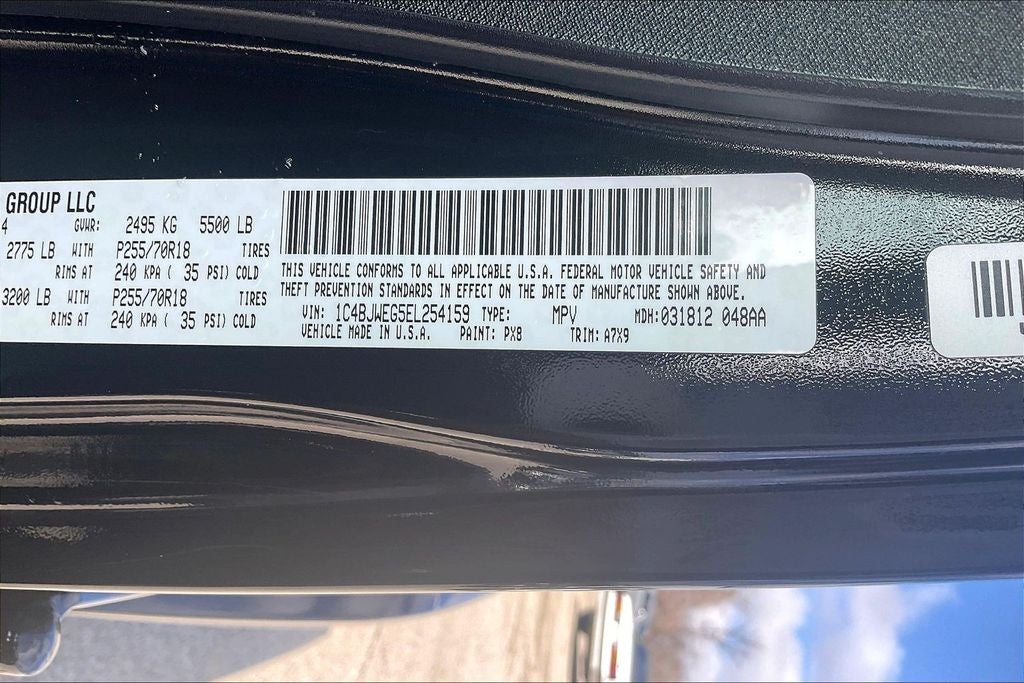 GROUP LLC
4 GVWR: 2495 KG 5500 LB
2775 LB WITH P255/70R18 TIRES
RIMS AT 240 KPA ( 35 PSI) COLD
3200 LB WITH P255/70R18 TIRES
RIMS AT 240 KPA ( 35 PSI) COLD
THIS VEHICLE CONFORMS TO ALL APPLICABLE U.S.A. FEDERAL MOTOR VEHICLE SAFETY AND
THEFT PREVENTION STANDARDS IN EFFECT ON THE DATE OF MANUFACTURE SHOWN ABOVE.
VIN: 1C4BJWEG5EL254159 TYPE: MPV MDH: 031812 048AA
VEHICLE MADE IN U.S.A. PAINT: PX8 TRIM: A7X9